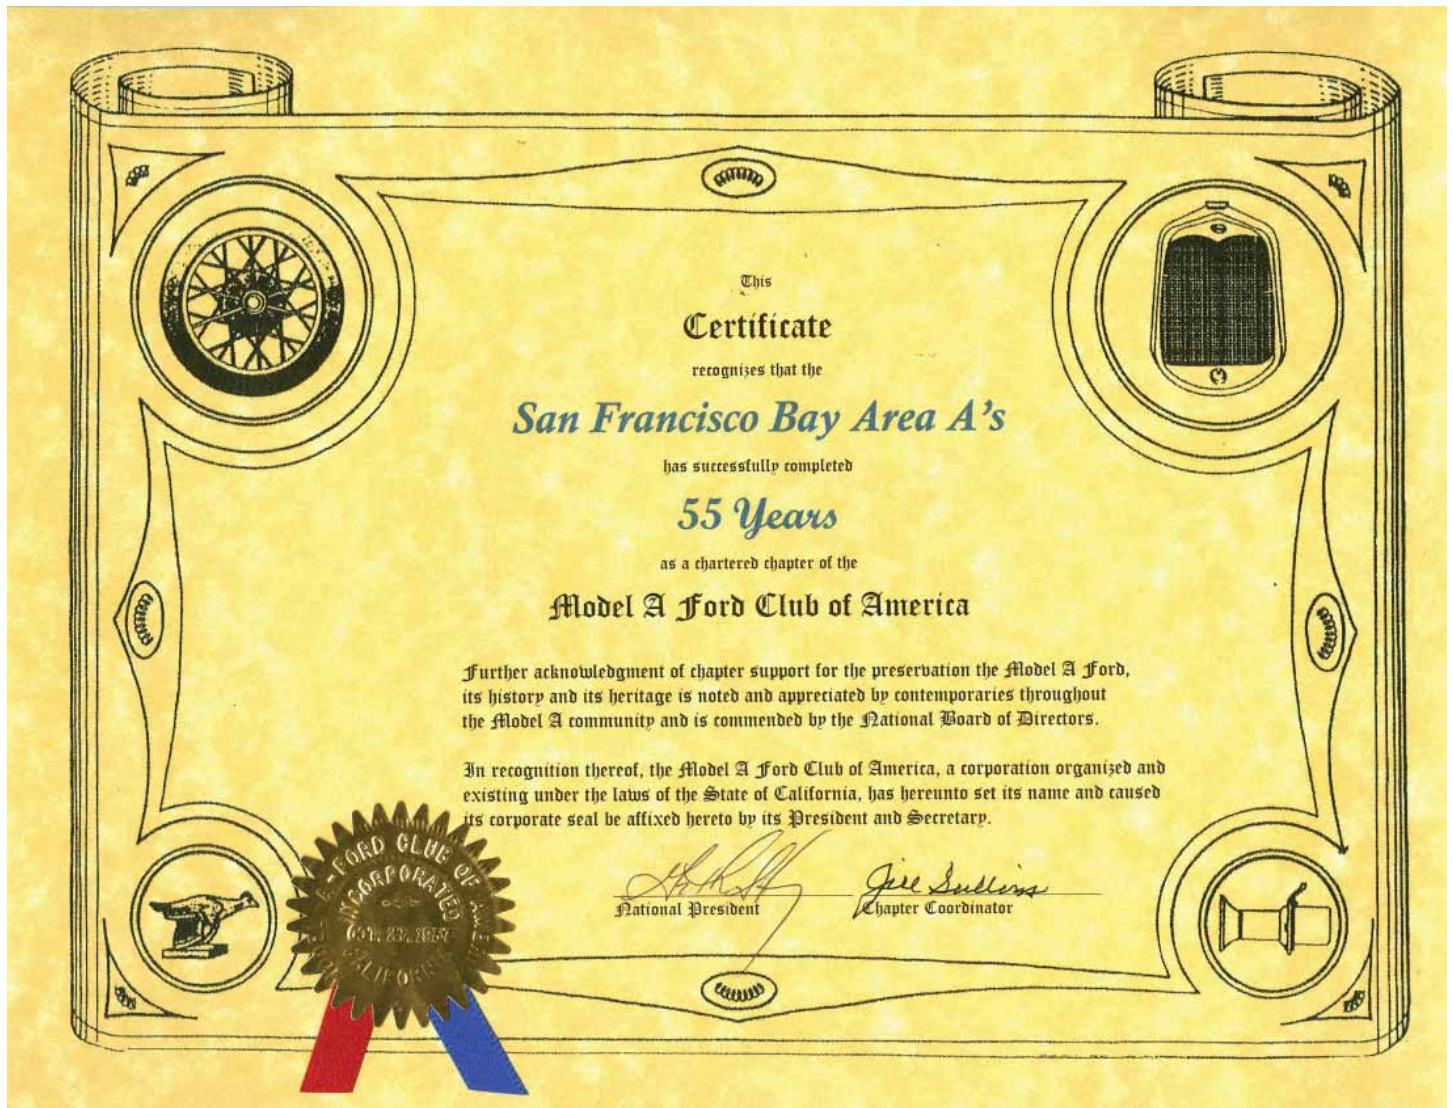 This
Certificate
recognizes that the
San Francisco Bay Area A's
has successfully completed
55 Years
as a chartered chapter of the
Model A Ford Club of America
Further acknowledgment of chapter support for the preservation the Model A Ford,
its history and its heritage is noted and appreciated by contemporaries throughout
the Model A community and is commended by the National Board of Directors.
In recognition thereof, the Model A Ford Club of America, a corporation organized and
existing under the laws of the State of California, has hereunto set its name and caused
its corporate seal be affixed hereto by its President and Secretary.
Jill Sullins
National President
Chapter Coordinator
FORD CLUB OF
INCORPORATED
OCT. 23, 1957
CALIFORNIA